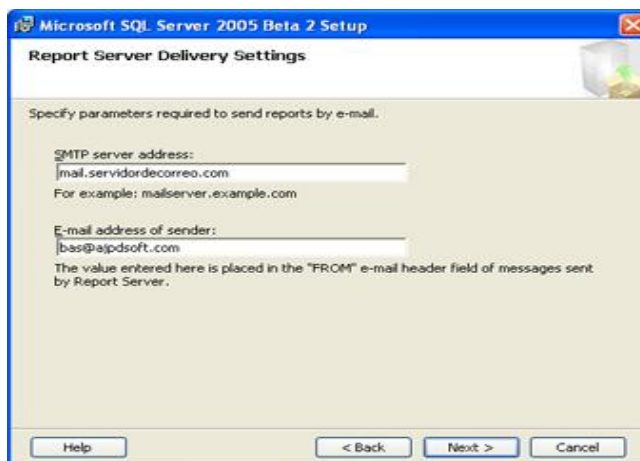 Microsoft SQL Server 2005 Beta 2 Setup
Report Server Delivery Settings
Specify parameters required to send reports by e-mail.
SMTP server address:
mail.servidordecorreo.com
For example: mailserver.example.com
E-mail address of sender:
bas@ajpdsoft.com
The value entered here is placed in the "FROM" e-mail header field of messages sent
by Report Server.
Help
< Back
Next >
Cancel